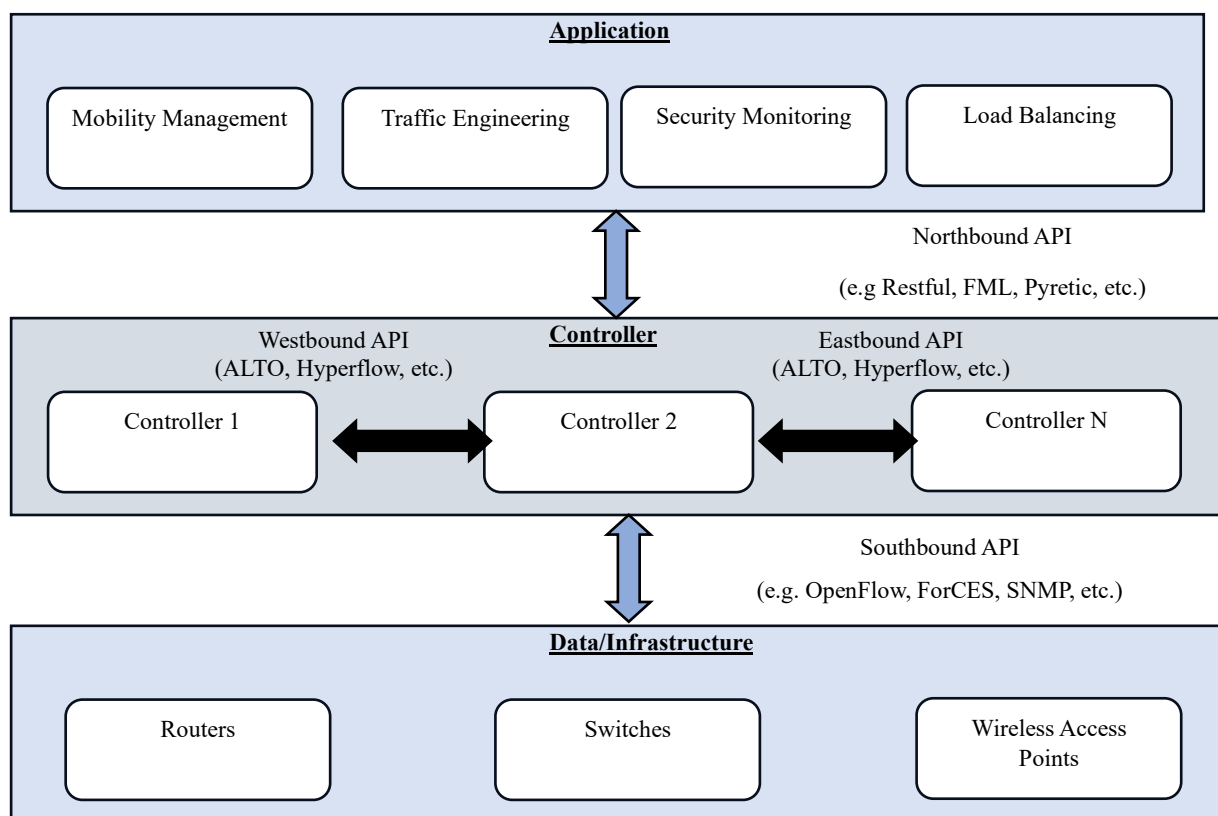 Application
Mobility Management
Traffic Engineering
Security Monitoring
Load Balancing
Northbound API
(e.g Restful, FML, Pyretic, etc.)
Controller
Westbound API
(ALTO, Hyperflow, etc.)
Eastbound API
(ALTO, Hyperflow, etc.)
Controller 1
Controller 2
Controller N
Southbound API
(e.g. OpenFlow, ForCES, SNMP, etc.)
Data/Infrastructure
Routers
Switches
Wireless Access
Points